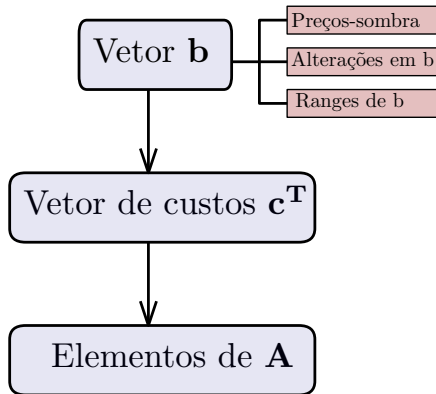 Vetor b
Preços-sombra
Alterações em b
Ranges de b
Vetor de custos c^T
Elementos de A